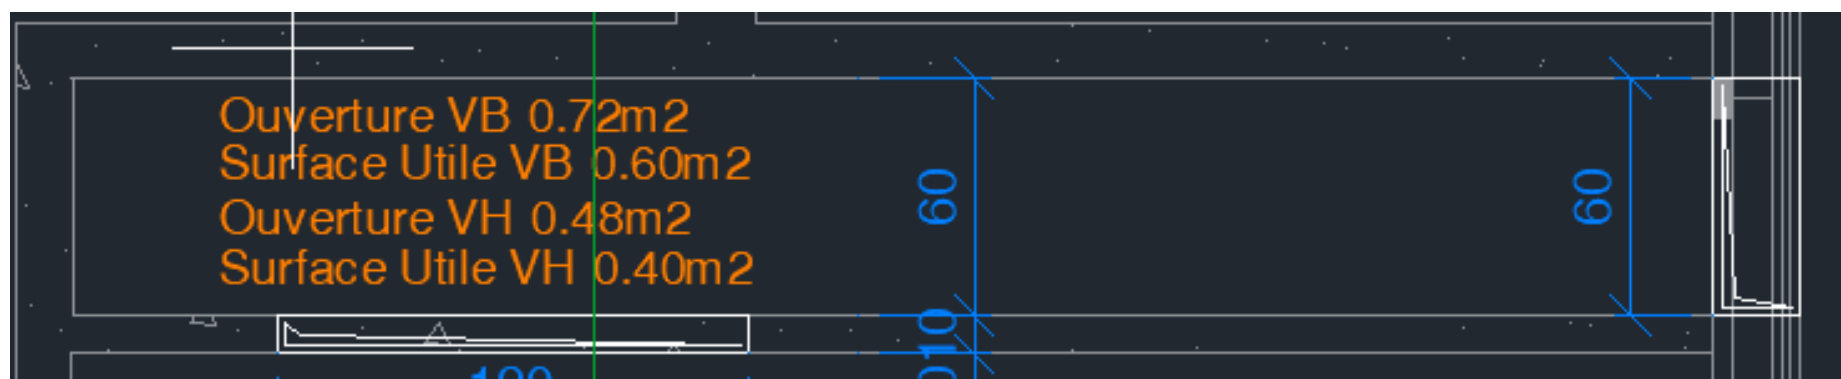 Ouverture VB 0.72m2
Surface Utile VB 0.60m2
Ouverture VH 0.48m2
Surface Utile VH 0.40m2
60
60
10